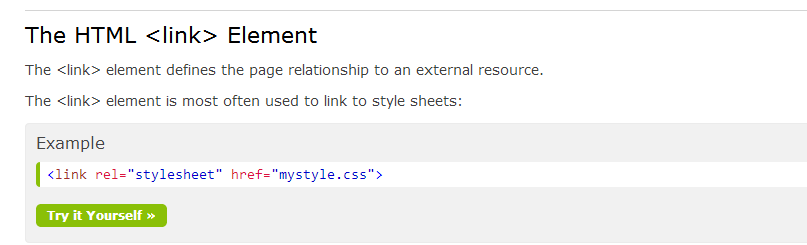 The HTML <link> Element
The <link> element defines the page relationship to an external resource.
The <link> element is most often used to link to style sheets:
Example
<link rel="stylesheet" href="mystyle.css">
Try it Yourself »